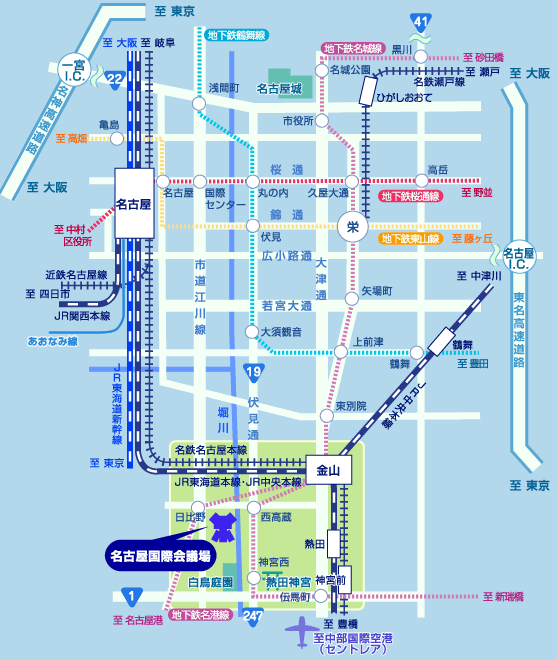 至 東京
41
至 大阪
至 岐阜
地下鉄鶴舞線
地下鉄名城線
黒川
至 砂田橋
一宮
I.C.
22
名城公園
至 瀬戸
名鉄瀬戸線
至 大阪
浅間町
名古屋城
ひがしおおて
名神高速道路
市役所
亀島
至 高畑
桜 通
高岳
至 大阪
名古屋
名古屋
国際
センター
丸の内
久屋大通
地下鉄桜通線
至 野並
錦 通
栄
至 中村
区役所
伏見
地下鉄東山線
至 藤ヶ丘
広小路通
名古屋
I.C.
近鉄名古屋線
至 四日市
JR関西本線
市道江川線
大津通
至 中津川
矢場町
若宮大通
東名高速道路
あおなみ線
大須観音
上前津
鶴舞
鶴舞
至 豊田
JR東海道新幹線
19
JR中央本線
堀川
伏見通
東別院
名鉄名古屋本線
至 東京
金山
JR東海道本線・JR中央本線
至 東京
日比野
西高蔵
名古屋国際会議場
熱田
神宮西
白鳥庭園
熱田神宮
神宮前
1
伝馬町
至 新瑞橋
至 名古屋港
地下鉄名港線
247
至 豊橋
至中部国際空港
（セントレア）